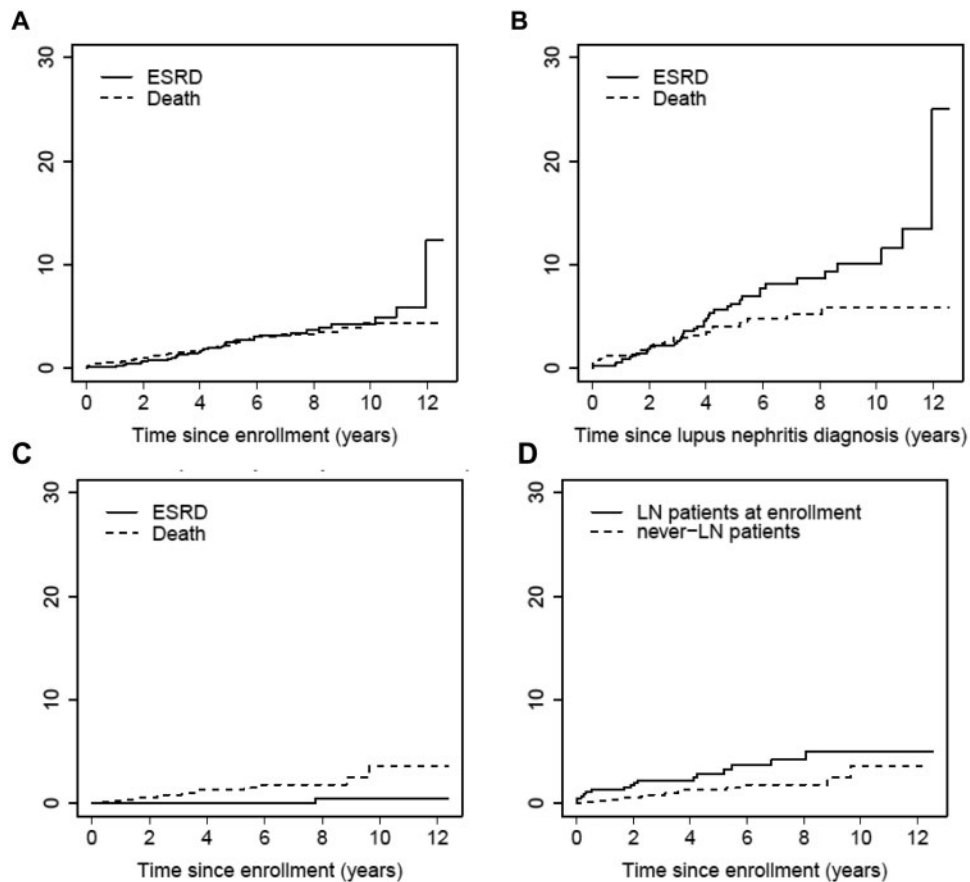 A
30
20
10
0
ESRD
Death
0 2 4 6 8 10 12
Time since enrollment (years)
B
30
20
10
0
ESRD
Death
0 2 4 6 8 10 12
Time since lupus nephritis diagnosis (years)
C
30
20
10
0
ESRD
Death
0 2 4 6 8 10 12
Time since enrollment (years)
D
30
20
10
0
LN patients at enrollment
never−LN patients
0 2 4 6 8 10 12
Time since enrollment (years)